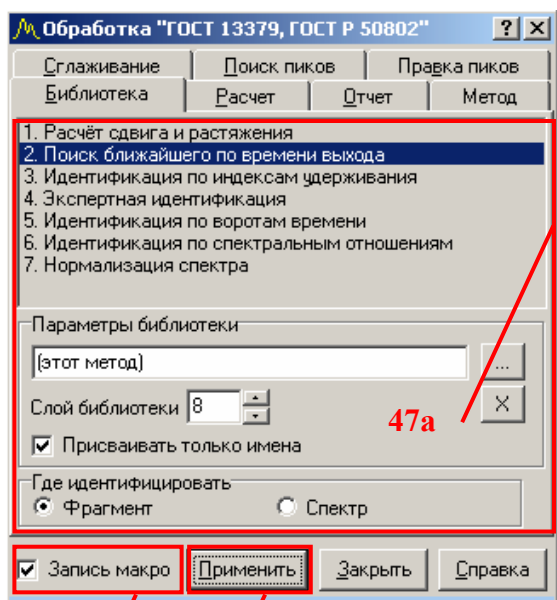 Обработка "ГОСТ 13379, ГОСТ Р 50802"
Сглаживание Поиск пиков Правка пиков
Библиотека Расчет Отчет Метод
1. Расчёт сдвига и растяжения
2. Поиск ближайшего по времени выхода
3. Идентификация по индексам удерживания
4. Экспертная идентификация
5. Идентификация по воротам времени
6. Идентификация по спектральным отношениям
7. Нормализация спектра
Параметры библиотеки
(этот метод) ...
Слой библиотеки 8 X
47а
Присваивать только имена
Где идентифицировать
Фрагмент Спектр
Запись макро Применить Закрыть Справка